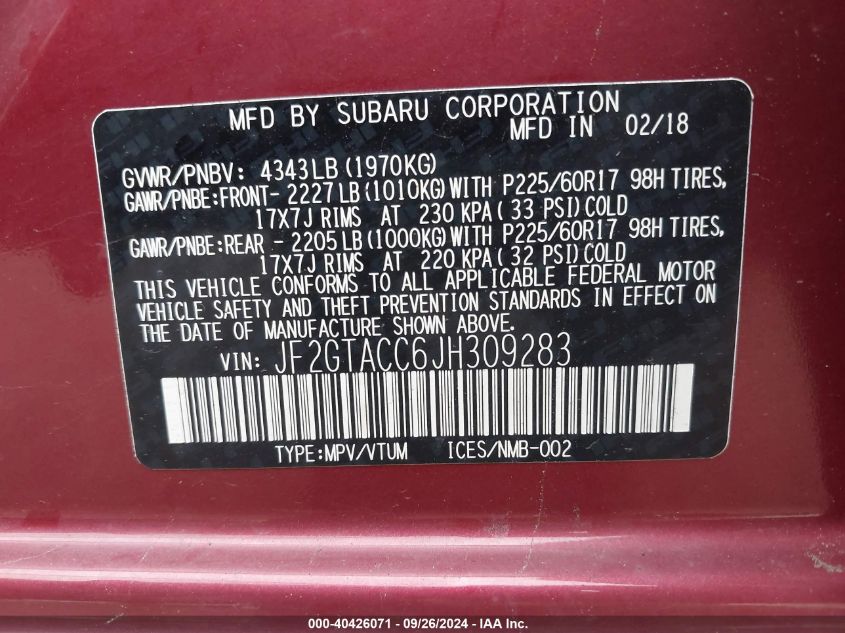 MFD BY SUBARU CORPORATION
MFD IN 02/18
GVWR/PNBV: 4343LB (1970KG)
GAWR/PNBE:FRONT- 2227LB(1010KG)WITH P225/60R17 98H TIRES,
17X7J RIMS AT 230 KPA(33 PSI)COLD
GAWR/PNBE:REAR - 2205LB(1000KG)WITH P225/60R17 98H TIRES,
17X7J RIMS AT 220 KPA(32 PSI)COLD
THIS VEHICLE CONFORMS TO ALL APPLICABLE FEDERAL MOTOR
VEHICLE SAFETY AND THEFT PREVENTION STANDARDS IN EFFECT ON
THE DATE OF MANUFACTURE SHOWN ABOVE.
VIN: JF2GTACC6JH309283
TYPE:MPV/VTUM ICES/NMB-002
000-40426071 - 09/26/2024 - IAA Inc.